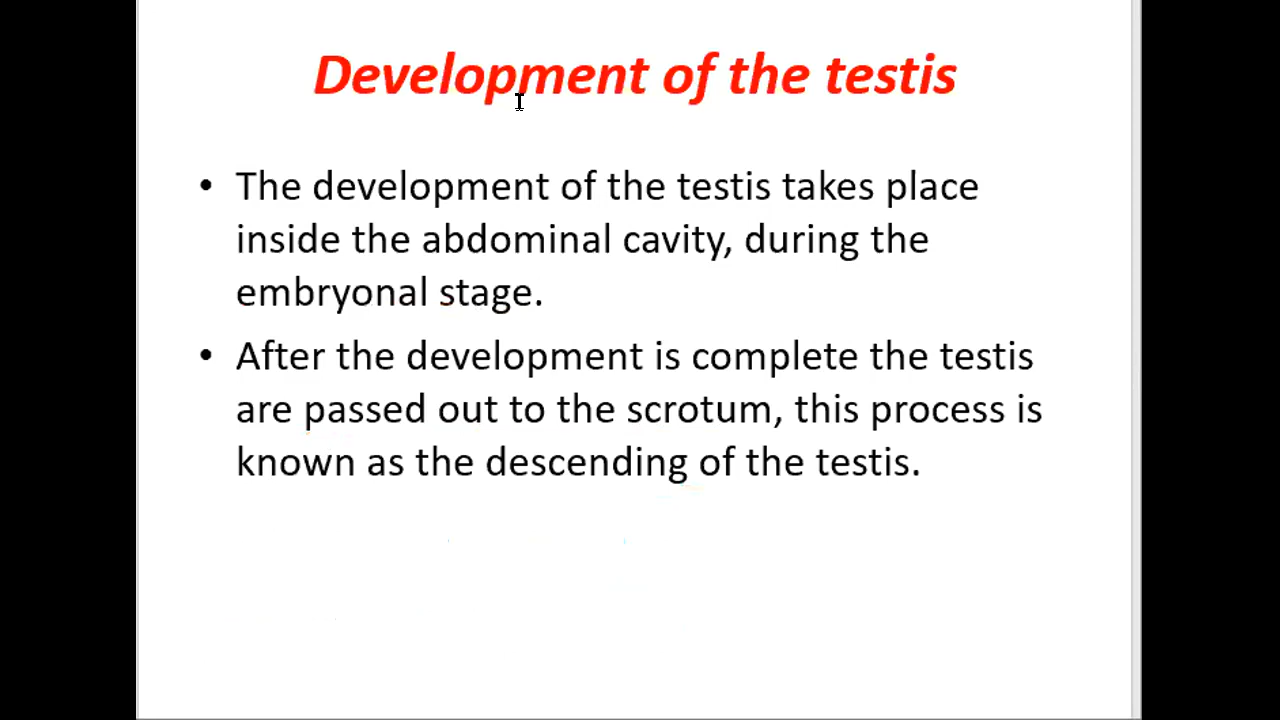 Development of the testis
• The development of the testis takes place
inside the abdominal cavity, during the
embryonal stage.
• After the development is complete the testis
are passed out to the scrotum, this process is
known as the descending of the testis.